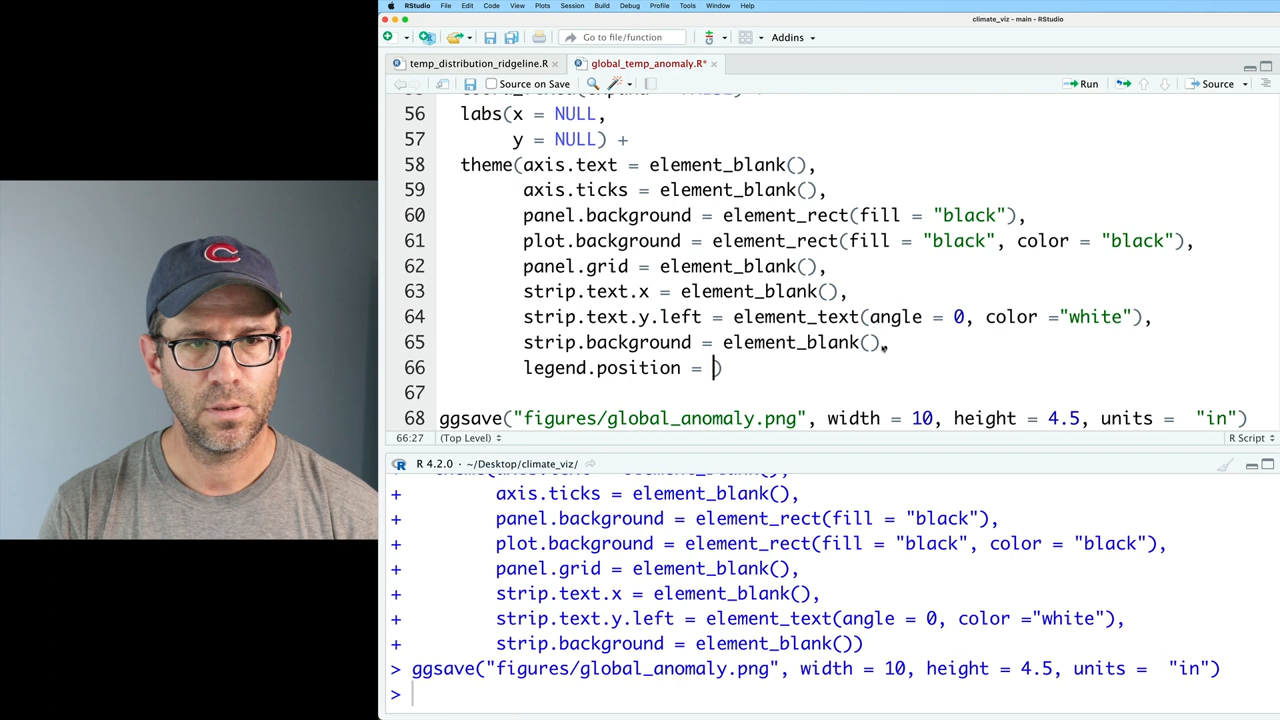 RStudio File Edit Code View Plots Session Build Debug Profile Tools Window Help
climate_viz - main - RStudio
Go to file/function Addins
temp_distribution_ridgeline.R global_temp_anomaly.R*
Source on Save Run Source
56 labs(x = NULL,
57 y = NULL) +
58 theme(axis.text = element_blank(),
59 axis.ticks = element_blank(),
60 panel.background = element_rect(fill = "black"),
61 plot.background = element_rect(fill = "black", color = "black"),
62 panel.grid = element_blank(),
63 strip.text.x = element_blank(),
64 strip.text.y.left = element_text(angle = 0, color ="white"),
65 strip.background = element_blank(),
66 legend.position = )
67
68 ggsave("figures/global_anomaly.png", width = 10, height = 4.5, units =  "in")
66:27 (Top Level) R Script
R 4.2.0 · ~/Desktop/climate_viz/
+ axis.ticks = element_blank(),
+ panel.background = element_rect(fill = "black"),
+ plot.background = element_rect(fill = "black", color = "black"),
+ panel.grid = element_blank(),
+ strip.text.x = element_blank(),
+ strip.text.y.left = element_text(angle = 0, color ="white"),
+ strip.background = element_blank())
> ggsave("figures/global_anomaly.png", width = 10, height = 4.5, units =  "in")
>